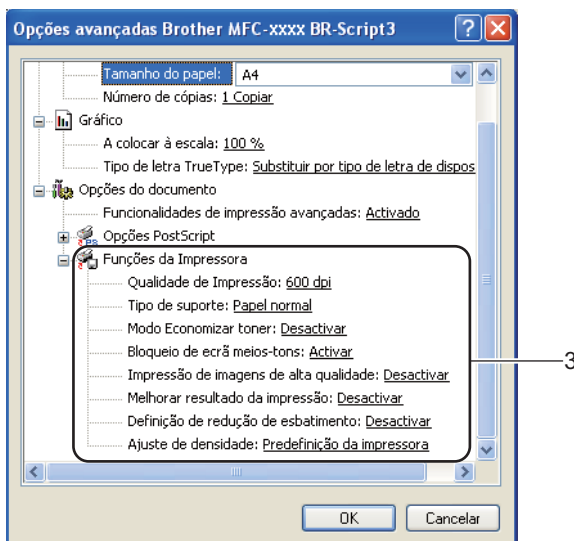 Opções avançadas Brother MFC-xxxx BR-Script3
Tamanho do papel: A4
Número de cópias: 1 Copiar
Gráfico
A colocar à escala: 100 %
Tipo de letra TrueType: Substituir por tipo de letra de dispos
Opções do documento
Funcionalidades de impressão avançadas: Activado
Opções PostScript
Funções da Impressora
Qualidade de Impressão: 600 dpi
Tipo de suporte: Papel normal
Modo Economizar toner: Desactivar
Bloqueio de ecrã meios-tons: Activar
Impressão de imagens de alta qualidade: Desactivar
Melhorar resultado da impressão: Desactivar
Definição de redução de esbatimento: Desactivar
Ajuste de densidade: Predefinição da impressora
3
OK Cancelar